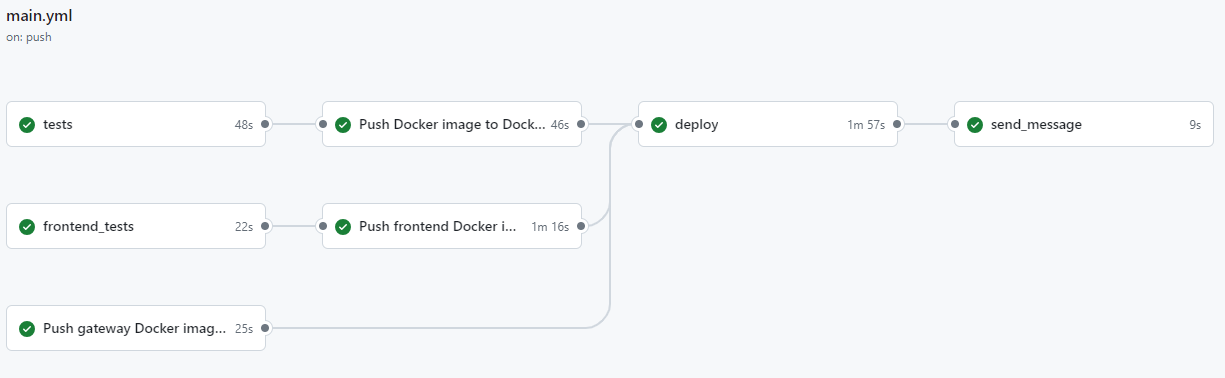 main.yml
on: push
tests 48s
Push Docker image to Dock... 46s
deploy 1m 57s
send_message 9s
frontend_tests 22s
Push frontend Docker i... 1m 16s
Push gateway Docker imag... 25s